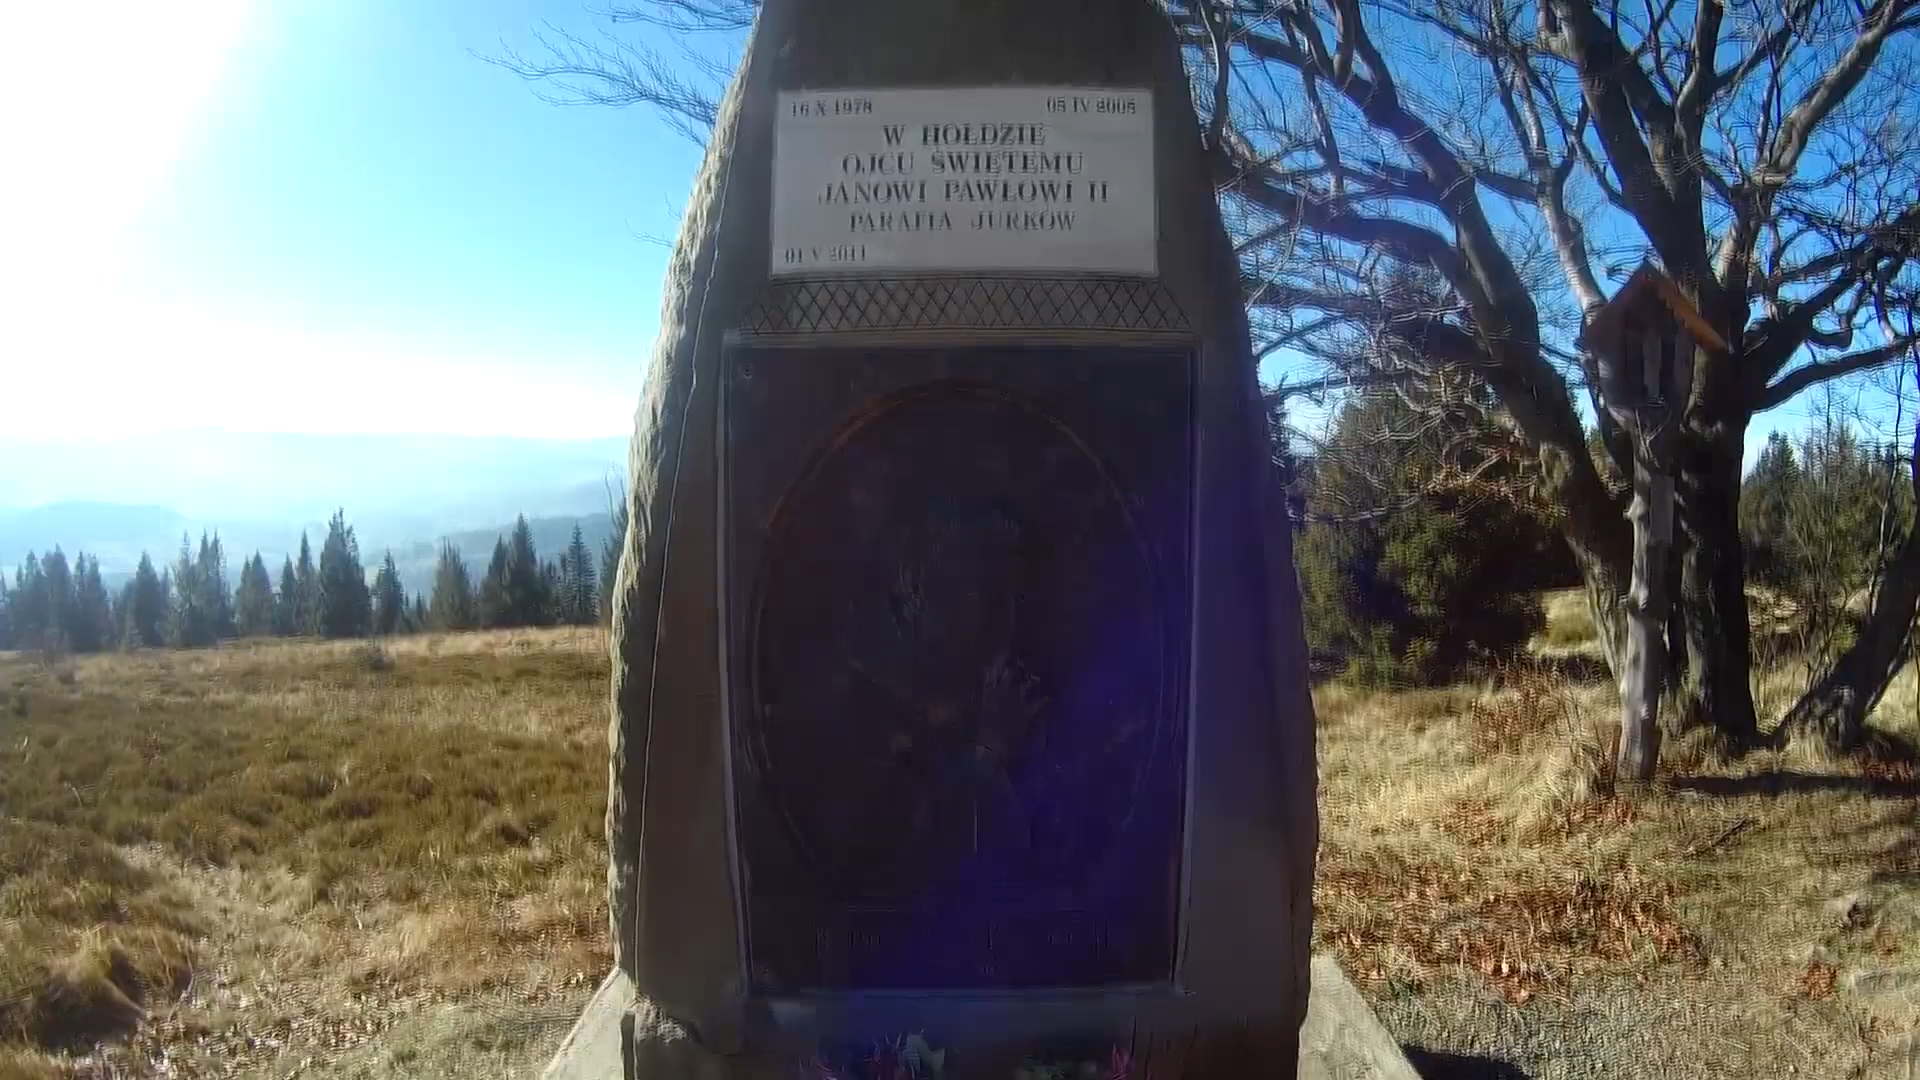 16 X 1978 05 IV 2005
W HOŁDZIE
OJCU ŚWIĘTEMU
JANOWI PAWŁOWI II
PARAFIA JURKÓW
01 V 2011